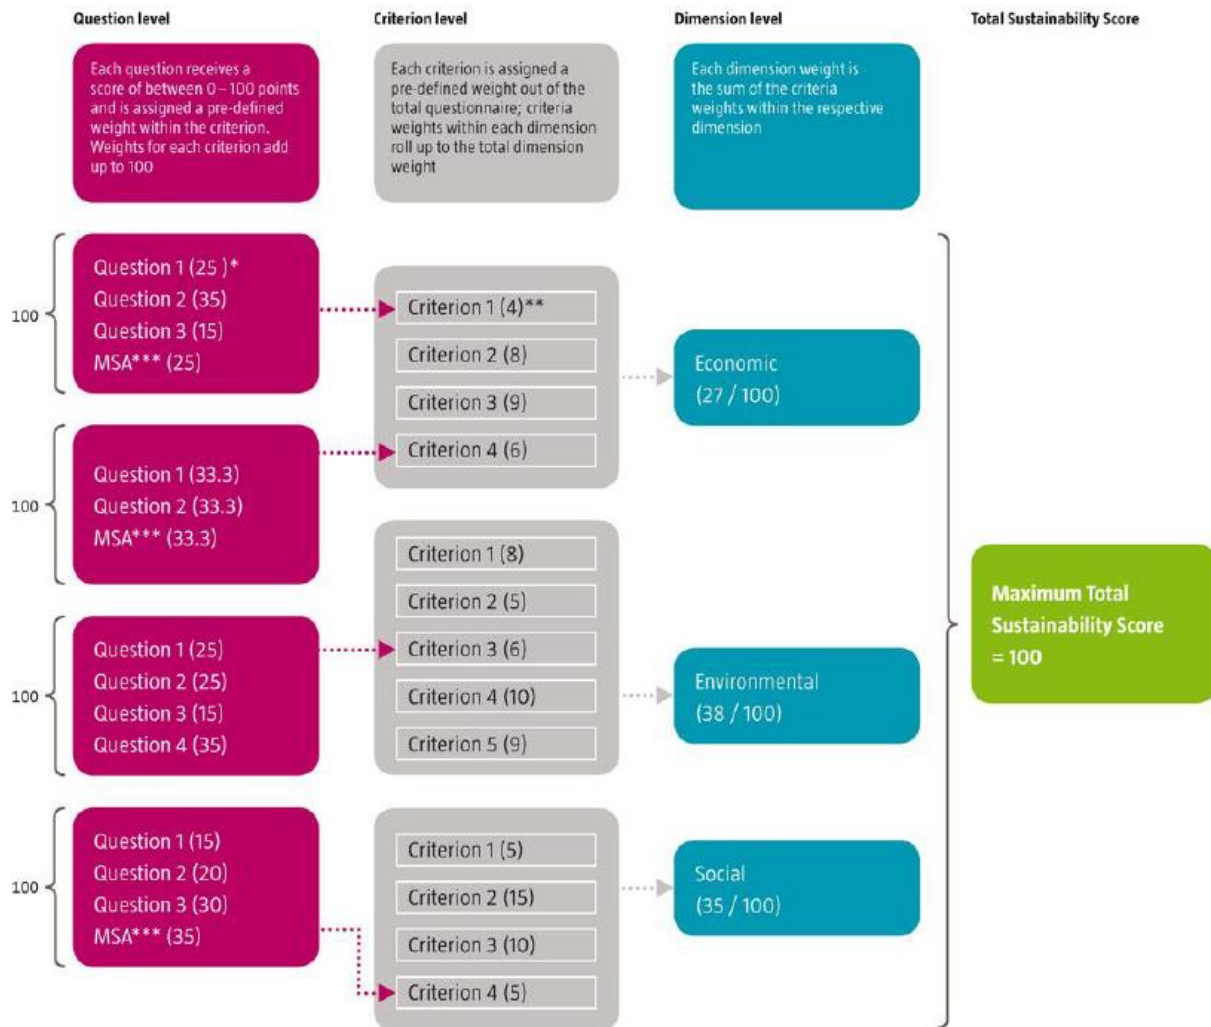 Question level
Criterion level
Dimension level
Total Sustainability Score
Each question receives a
score of between 0–100 points
and is assigned a pre-defined
weight within the criterion.
Weights for each criterion add
up to 100
Each criterion is assigned a
pre-defined weight out of the
total questionnaire; criteria
weights within each dimension
roll up to the total dimension
weight
Each dimension weight is
the sum of the criteria
weights within the respective
dimension
100
Question 1 (25 )*
Question 2 (35)
Question 3 (15)
MSA*** (25)
100
Question 1 (33.3)
Question 2 (33.3)
MSA*** (33.3)
100
Question 1 (25)
Question 2 (25)
Question 3 (15)
Question 4 (35)
100
Question 1 (15)
Question 2 (20)
Question 3 (30)
MSA*** (35)
Criterion 1 (4)**
Criterion 2 (8)
Criterion 3 (9)
Criterion 4 (6)
Criterion 1 (8)
Criterion 2 (5)
Criterion 3 (6)
Criterion 4 (10)
Criterion 5 (9)
Criterion 1 (5)
Criterion 2 (15)
Criterion 3 (10)
Criterion 4 (5)
Economic
(27 / 100)
Environmental
(38 / 100)
Social
(35 / 100)
Maximum Total
Sustainability Score
= 100